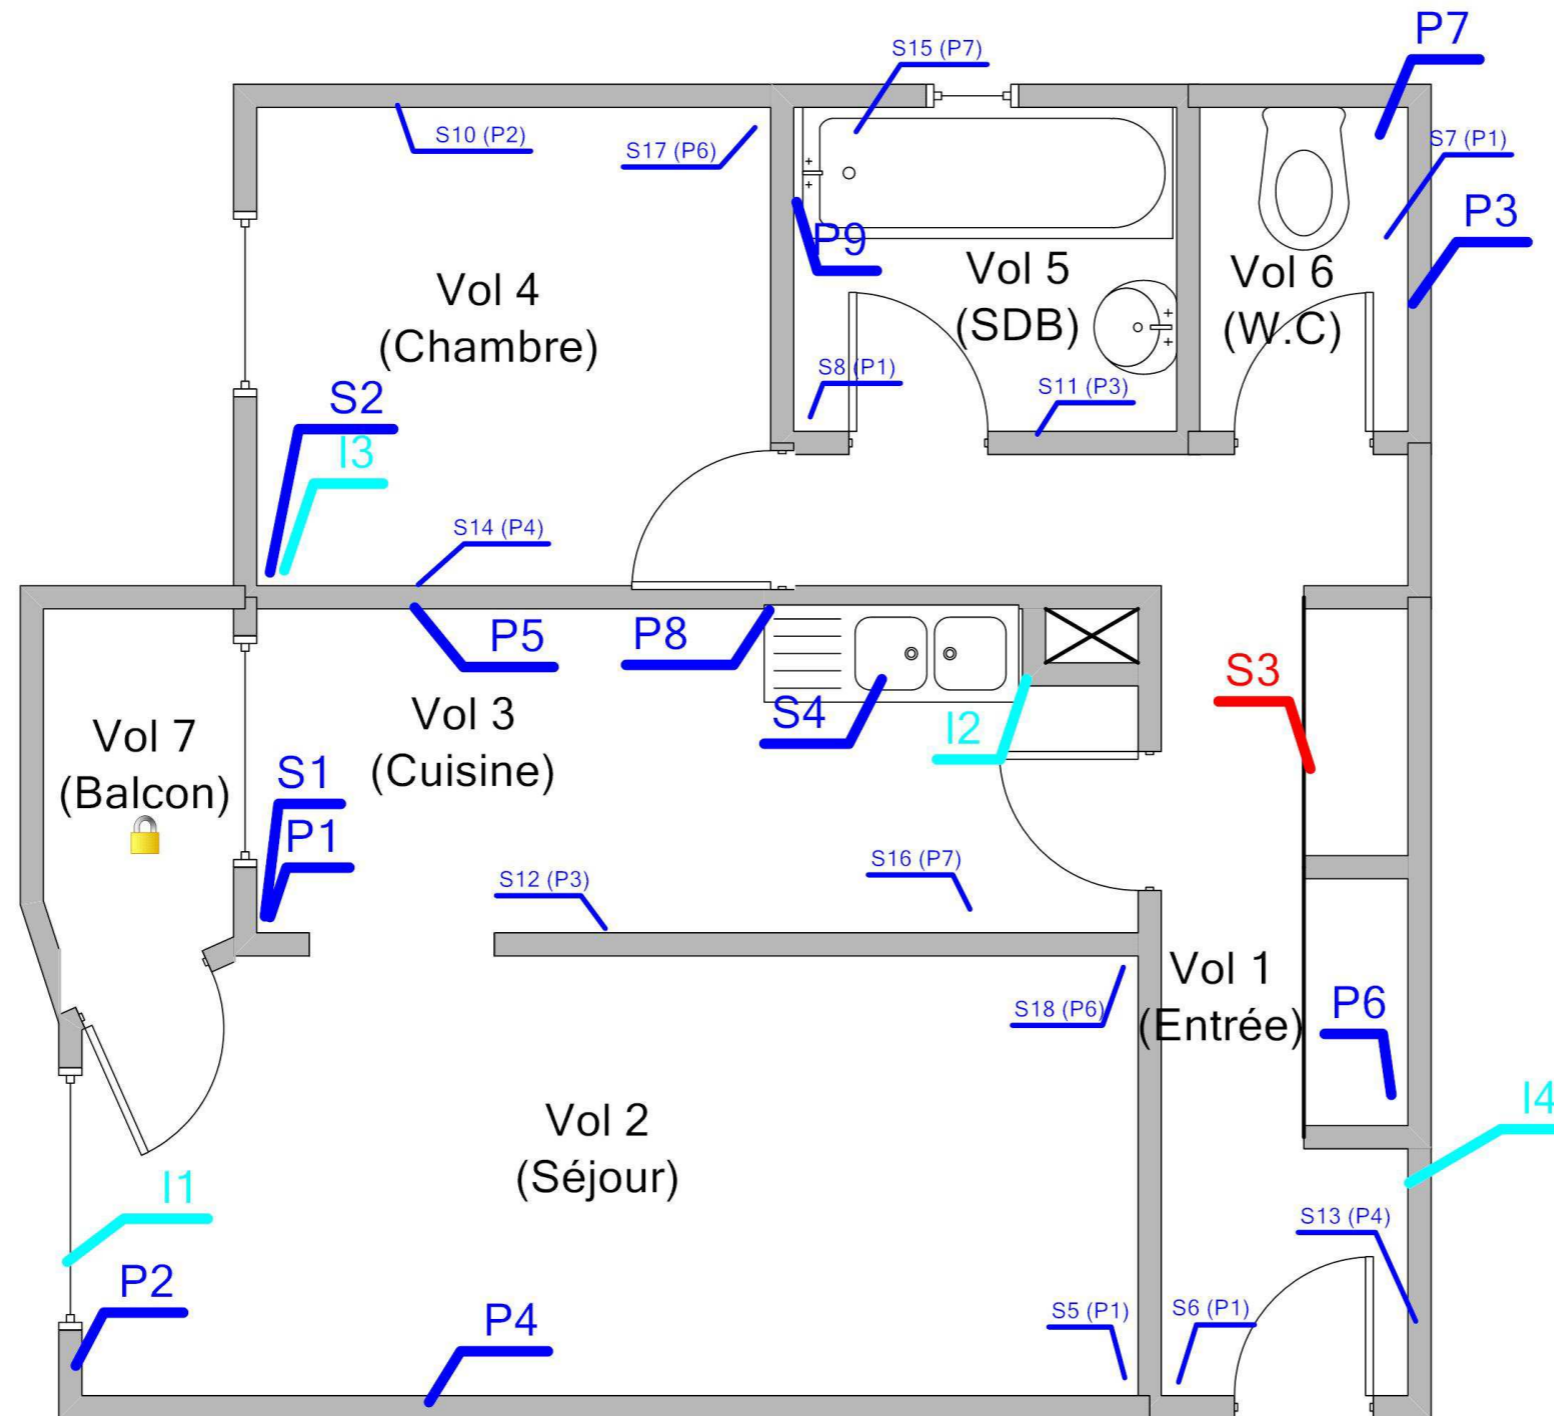 P7
S15 (P7)
S10 (P2)
S17 (P6)
S7 (P1)
P3
P9
Vol 4
(Chambre)
Vol 5
(SDB)
Vol 6
(W.C)
S2
I3
S8 (P1)
S11 (P3)
S14 (P4)
P5
P8
S4
I2
S3
Vol 7
(Balcon)
Vol 3
(Cuisine)
S1
P1
S12 (P3)
S16 (P7)
Vol 1
(Entrée)
P6
S18 (P6)
I4
Vol 2
(Séjour)
I1
P2
P4
S5 (P1)
S6 (P1)
S13 (P4)